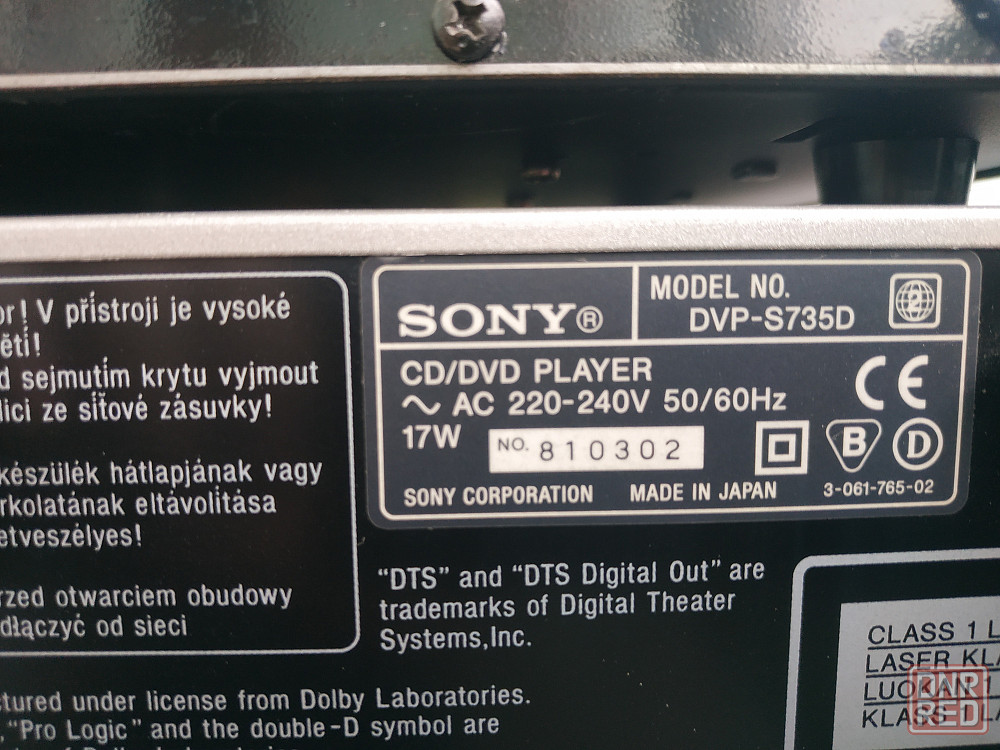 or! V přístroji je vysoké
ětí!
d sejmutím krytu vyjmout
lici ze síťové zásuvky!
készülék hátlapjának vagy
rkolatának eltávolítása
etveszélyes!
rzed otwarciem obudowy
dłączyć od sieci
SONY®
MODEL NO.
DVP-S735D
2
CD/DVD PLAYER
~ AC 220-240V 50/60Hz
17W
NO. 810302
CE
B
D
SONY CORPORATION
MADE IN JAPAN
3-061-765-02
“DTS” and “DTS Digital Out” are
trademarks of Digital Theater
Systems,Inc.
ctured under license from Dolby Laboratories.
,“Pro Logic” and the double-D symbol are
CLASS 1 L
LASER KLA
LUOKAN 1
KLASS
DAR
RED